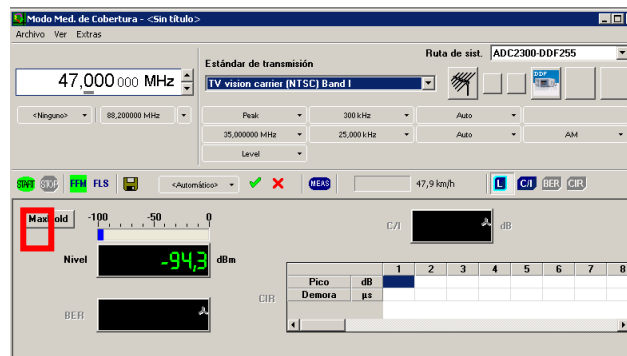 Modo Med. de Cobertura - <Sin título>
Archivo Ver Extras
Ruta de sist. ADC2300-DDF255
Estándar de transmisión
47,000 000 MHz
TV vision carrier (NTSC) Band I
DDF
<Ninguno> 88,200000 MHz Peak 300 kHz Auto
35,000000 MHz 25,000 kHz Auto AM
Level
START STOP FFM FLS <Automático> MEAS 47,9 km/h L C/I BER CIR
-100 -50 0
C/I dB
Nivel -94,3 dBm
1 2 3 4 5 6 7 8
Pico dB
CIR Demora µs
BER